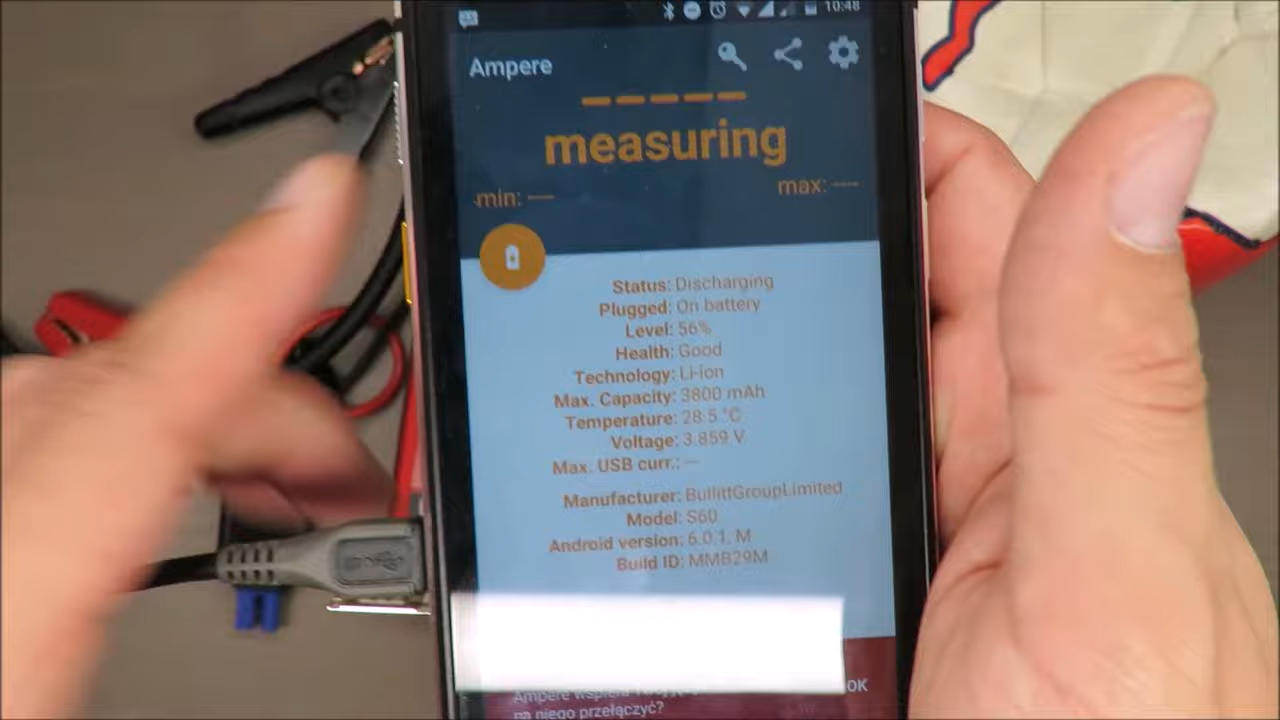 10:48
Ampere
measuring
min: ---
max: ----
Status: Discharging
Plugged: On battery
Level: 56%
Health: Good
Technology: Li-ion
Max. Capacity: 3800 mAh
Temperature: 28.5 °C
Voltage: 3.859 V
Max. USB curr.: ---
Manufacturer: BullittGroupLimited
Model: S60
Android version: 6.0.1, M
Build ID: MMB29M
Ampere wspiera
OK
na niego przełączyć?